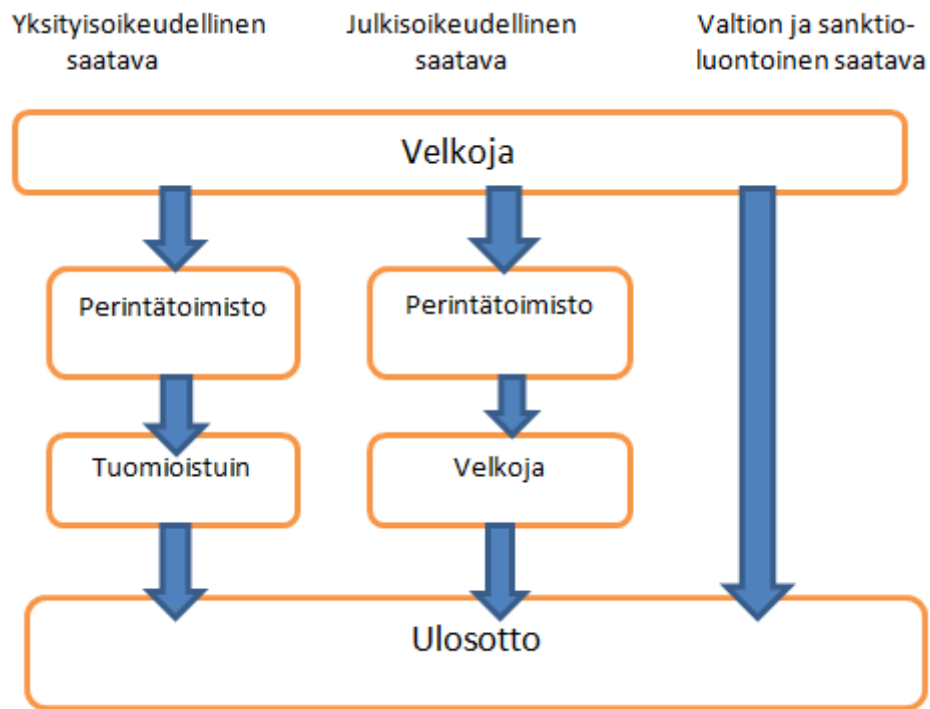 Yksityisoikeudellinen
saatava
Julkisoikeudellinen
saatava
Valtion ja sanktio-
luontoinen saatava
Velkoja
Perintätoimisto
Perintätoimisto
Tuomioistuin
Velkoja
Ulosotto